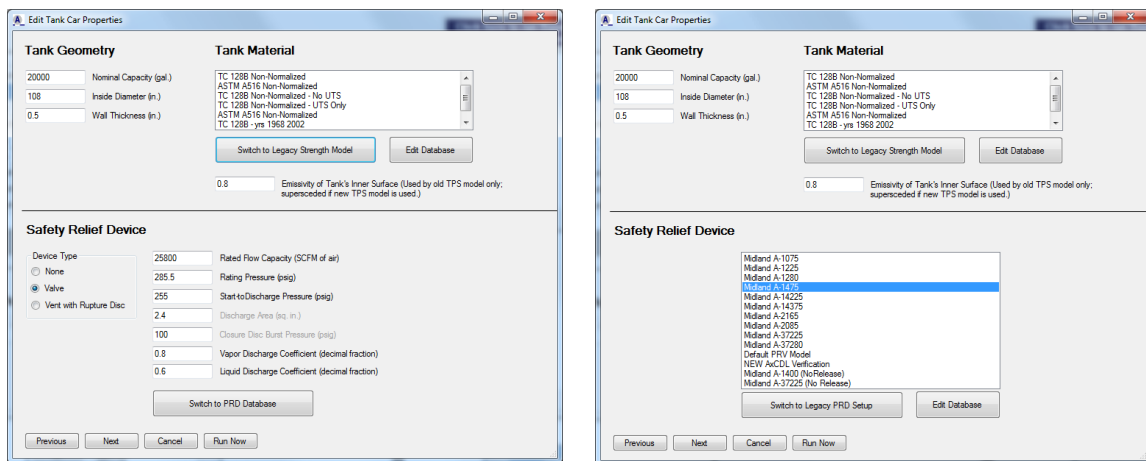 Edit Tank Car Properties
Tank Geometry
Tank Material
20000 Nominal Capacity (gal.)
108 Inside Diameter (in.)
0.5 Wall Thickness (in.)
TC 128B Non-Normalized
ASTM A516 Non-Normalized
TC 128B Non-Normalized - No UTS
TC 128B Non-Normalized - UTS Only
ASTM A516 Non-Normalized
TC 128B - yrs 1968 2002
Switch to Legacy Strength Model
Edit Database
0.8 Emissivity of Tank's Inner Surface (Used by old TPS model only;
superseded if new TPS model is used.)
Safety Relief Device
Device Type
None
Valve
Vent with Rupture Disc
25800 Rated Flow Capacity (SCFM of air)
285.5 Rating Pressure (psig)
255 Start-to-Discharge Pressure (psig)
2.4 Discharge Area (sq. in.)
100 Closure Disc Burst Pressure (psig)
0.8 Vapor Discharge Coefficient (decimal fraction)
0.6 Liquid Discharge Coefficient (decimal fraction)
Switch to PRD Database
Previous Next Cancel Run Now
Edit Tank Car Properties
Tank Geometry
Tank Material
20000 Nominal Capacity (gal.)
108 Inside Diameter (in.)
0.5 Wall Thickness (in.)
TC 128B Non-Normalized
ASTM A516 Non-Normalized
TC 128B Non-Normalized - No UTS
TC 128B Non-Normalized - UTS Only
ASTM A516 Non-Normalized
TC 128B - yrs 1968 2002
Switch to Legacy Strength Model
Edit Database
0.8 Emissivity of Tank's Inner Surface (Used by old TPS model only;
superseded if new TPS model is used.)
Safety Relief Device
Midland A-1075
Midland A-1225
Midland A-1280
Midland A-1475
Midland A-14225
Midland A-14375
Midland A-2165
Midland A-2085
Midland A-37225
Midland A-37280
Default PRV Model
NEW AxCDL Verification
Midland A-1400 (NoRelease)
Midland A-37225 (No Release)
Switch to Legacy PRD Setup
Edit Database
Previous Next Cancel Run Now